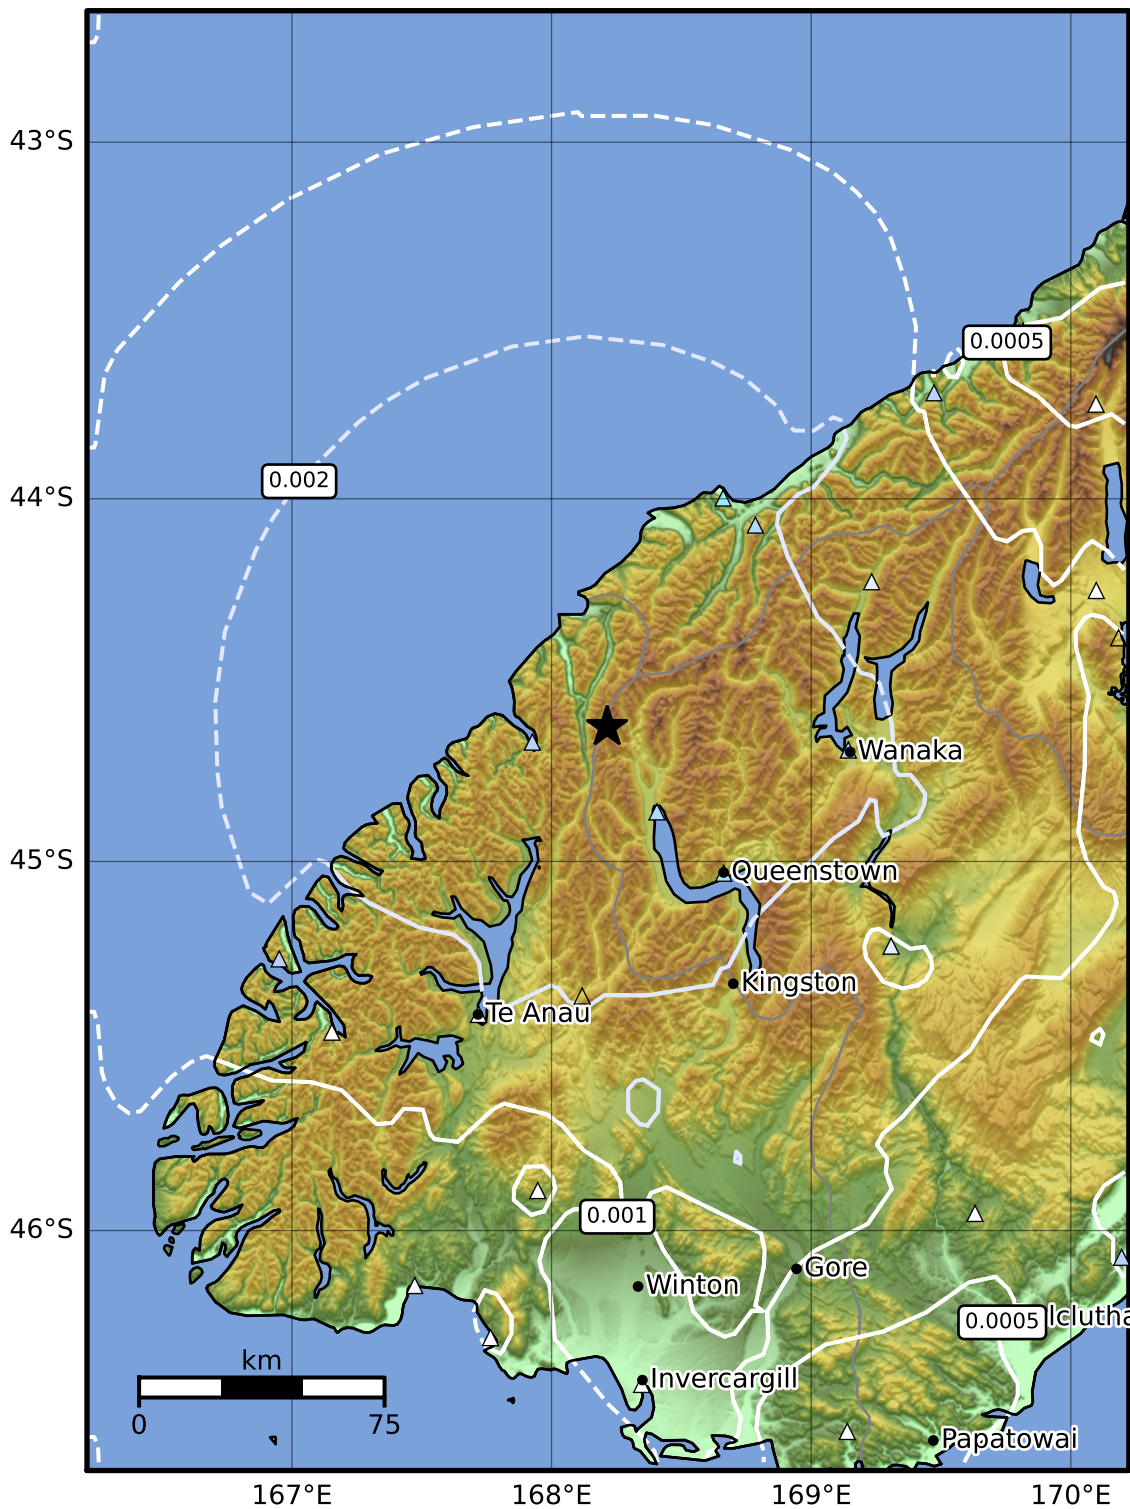 43°S
0.0005
0.002
44°S
Wanaka
45°S
Queenstown
Kingston
Te Anau
46°S
0.001
Gore
Winton
0.0005
lclutha
km
Invercargill
0
75
Papatowai
167°E
168°E
169°E
170°E